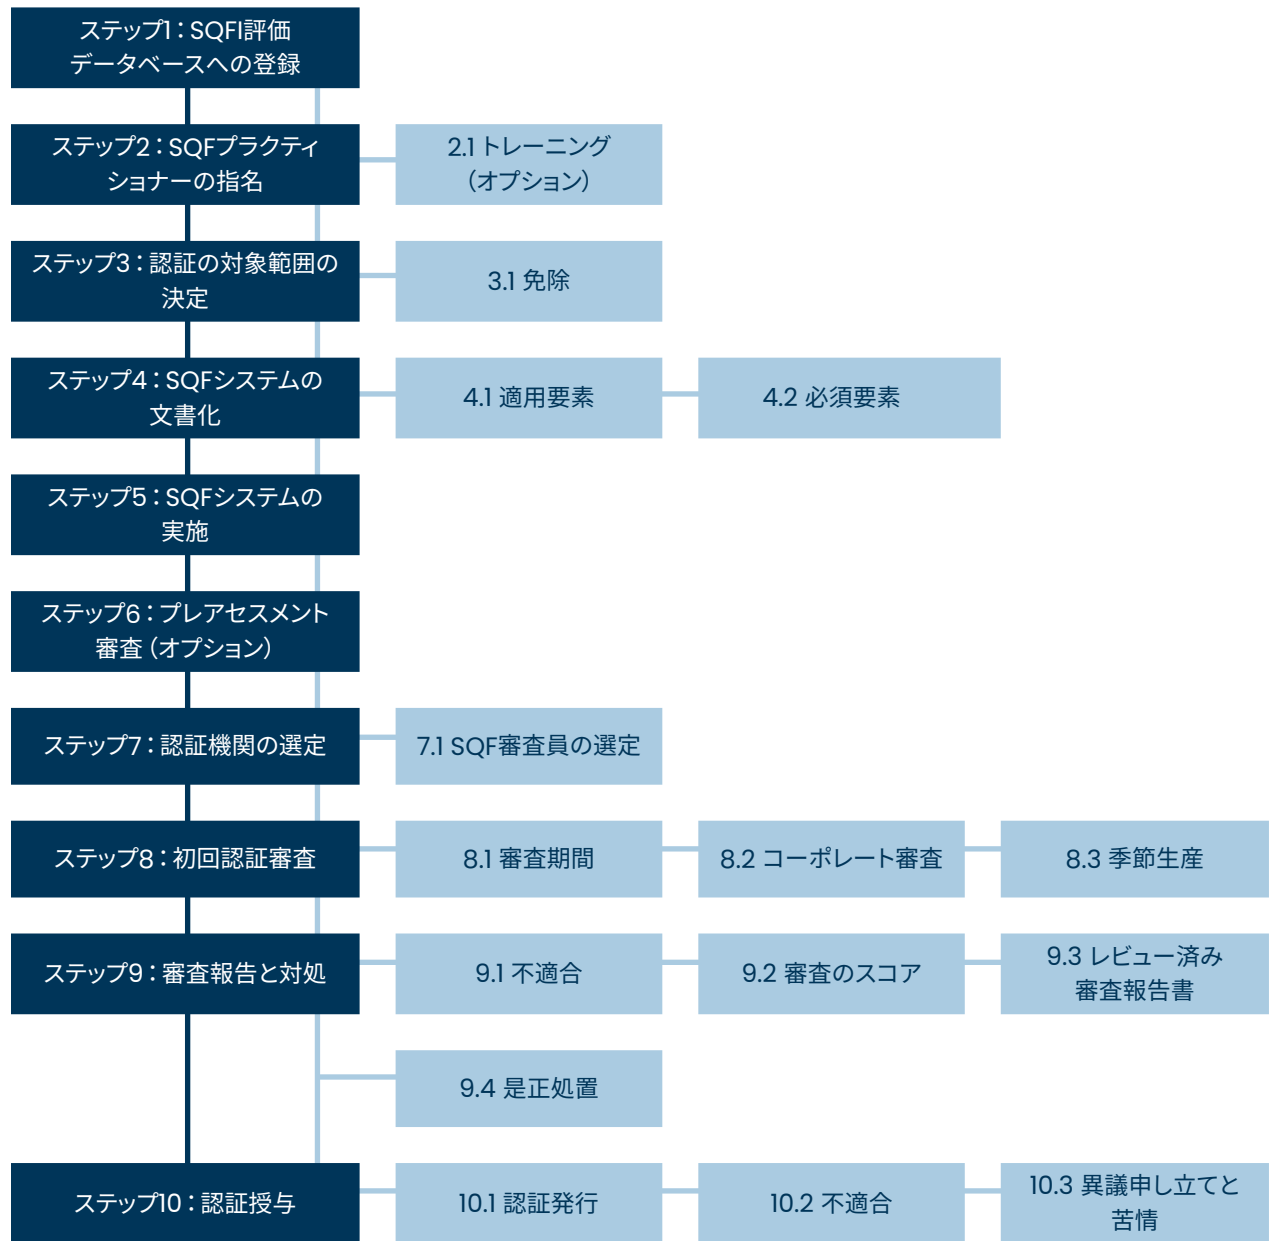 ステップ1：SQFI評価
データベースへの登録
ステップ2：SQFプラクティ
ショナーの指名
2.1 トレーニング
（オプション）
ステップ3：認証の対象範囲の
決定
3.1 免除
ステップ4：SQFシステムの
文書化
4.1 適用要素
4.2 必須要素
ステップ5：SQFシステムの
実施
ステップ6：プレアセスメント
審査（オプション）
ステップ7：認証機関の選定
7.1 SQF審査員の選定
ステップ8：初回認証審査
8.1 審査期間
8.2 コーポレート審査
8.3 季節生産
ステップ9：審査報告と対処
9.1 不適合
9.2 審査のスコア
9.3 レビュー済み
審査報告書
9.4 是正処置
ステップ10：認証授与
10.1 認証発行
10.2 不適合
10.3 異議申し立てと
苦情